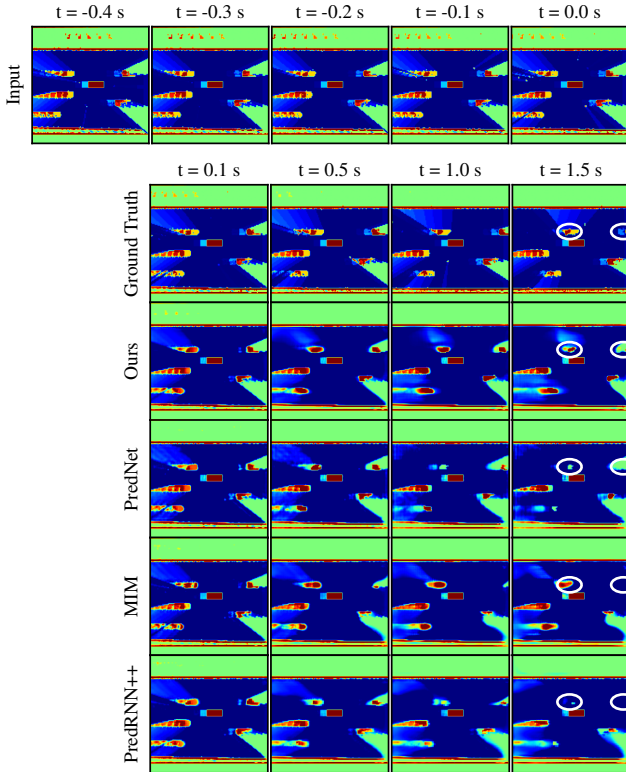 t = -0.4 s t = -0.3 s t = -0.2 s t = -0.1 s t = 0.0 s
Input
t = 0.1 s t = 0.5 s t = 1.0 s t = 1.5 s
Ground Truth
Ours
PredNet
MIM
PredRNN++